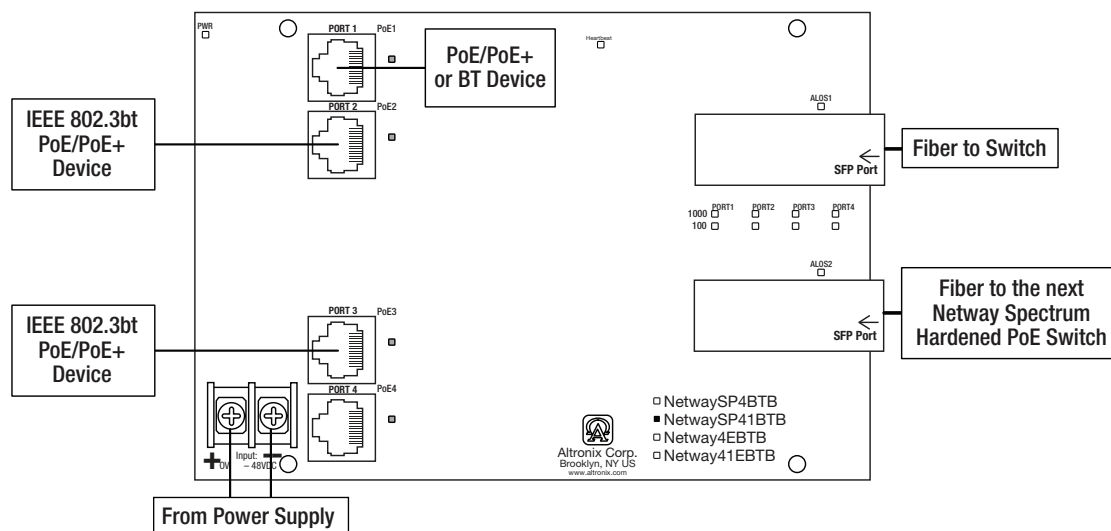 PWR
PORT 1
PoE1
PoE/PoE+
or BT Device
Heartbeat
PORT 2
PoE2
IEEE 802.3bt
PoE/PoE+
Device
ALOS1
SFP Port
Fiber to Switch
PORT1 PORT2 PORT3 PORT4
1000
100
ALOS2
SFP Port
Fiber to the next
Netway Spectrum
Hardened PoE Switch
PORT 3
PoE3
IEEE 802.3bt
PoE/PoE+
Device
PORT 4
PoE4
+ –
0V Input:
– 48VDC
From Power Supply
Altronix Corp.
Brooklyn, NY US
www.altronix.com
NetwaySP4BTB
NetwaySP41BTB
Netway4EBTB
Netway41EBTB